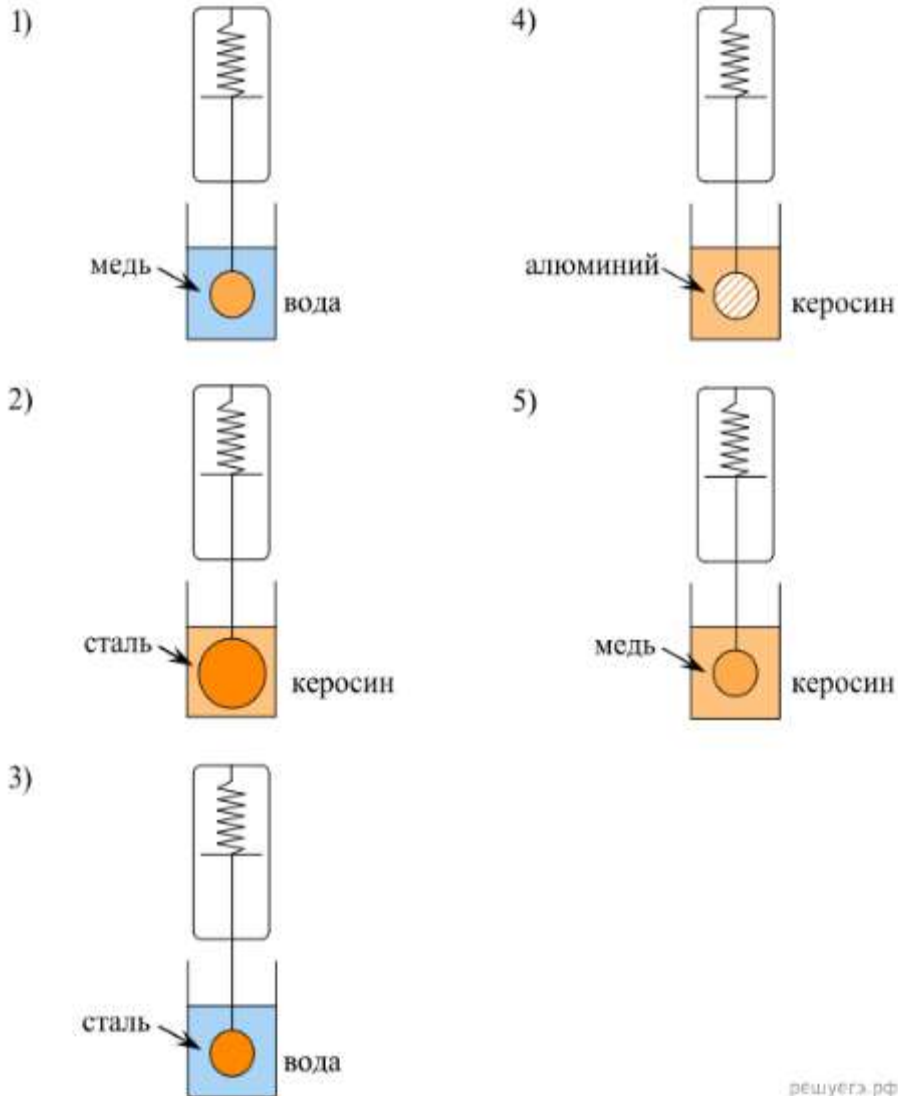 1)
медь
вода
2)
сталь
керосин
3)
сталь
вода
4)
алюминий
керосин
5)
медь
керосин
решуегэ.рф